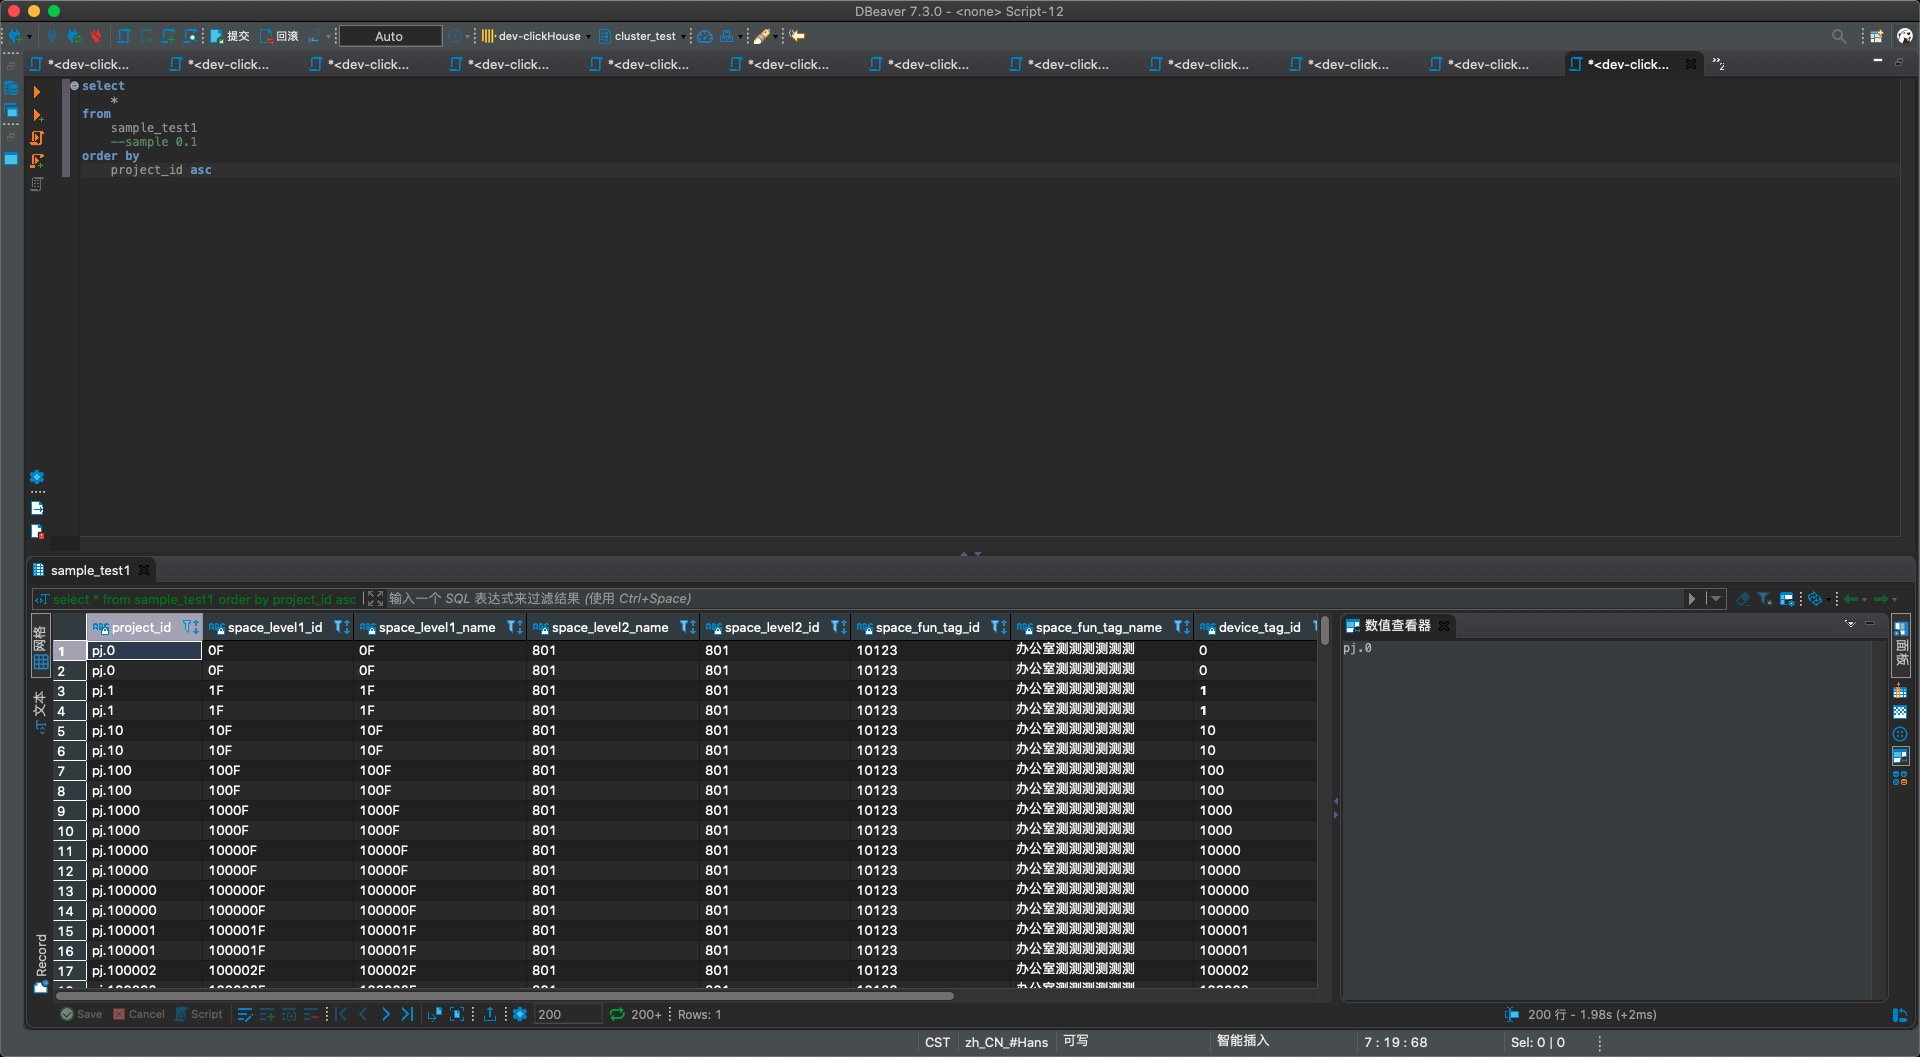 DBeaver 7.3.0 - <none> Script-12
提交 回滚 Auto dev-clickHouse cluster_test
*<dev-click... *<dev-click... *<dev-click... *<dev-click... *<dev-click... *<dev-click... *<dev-click... *<dev-click... *<dev-click... *<dev-click... *<dev-click... *<dev-click... »2
select
*
from
sample_test1
--sample 0.1
order by
project_id asc
sample_test1
select * from sample_test1 order by project_id asc 输入一个 SQL 表达式来过滤结果 (使用 Ctrl+Space)
网格
文本
Record
project_id space_level1_id space_level1_name space_level2_name space_level2_id space_fun_tag_id space_fun_tag_name device_tag_id
1 pj.0 0F 0F 801 801 10123 办公室测测测测测测 0
2 pj.0 0F 0F 801 801 10123 办公室测测测测测测 0
3 pj.1 1F 1F 801 801 10123 办公室测测测测测测 1
4 pj.1 1F 1F 801 801 10123 办公室测测测测测测 1
5 pj.10 10F 10F 801 801 10123 办公室测测测测测测 10
6 pj.10 10F 10F 801 801 10123 办公室测测测测测测 10
7 pj.100 100F 100F 801 801 10123 办公室测测测测测测 100
8 pj.100 100F 100F 801 801 10123 办公室测测测测测测 100
9 pj.1000 1000F 1000F 801 801 10123 办公室测测测测测测 1000
10 pj.1000 1000F 1000F 801 801 10123 办公室测测测测测测 1000
11 pj.10000 10000F 10000F 801 801 10123 办公室测测测测测测 10000
12 pj.10000 10000F 10000F 801 801 10123 办公室测测测测测测 10000
13 pj.100000 100000F 100000F 801 801 10123 办公室测测测测测测 100000
14 pj.100000 100000F 100000F 801 801 10123 办公室测测测测测测 100000
15 pj.100001 100001F 100001F 801 801 10123 办公室测测测测测测 100001
16 pj.100001 100001F 100001F 801 801 10123 办公室测测测测测测 100001
17 pj.100002 100002F 100002F 801 801 10123 办公室测测测测测测 100002
数值查看器
pj.0
面板
Save Cancel Script 200 200+ Rows: 1
200 行 - 1.98s (+2ms)
CST zh_CN_#Hans 可写 智能插入 7 : 19 : 68 Sel: 0 | 0